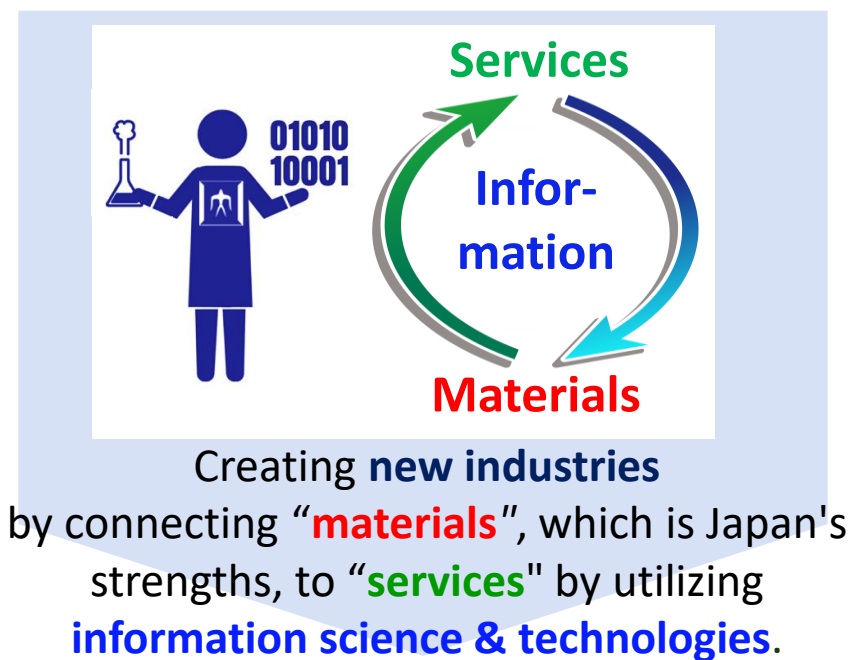 Services
01010
10001
Infor-
mation
Materials
Creating new industries
by connecting “materials”, which is Japan's
strengths, to “services" by utilizing
information science & technologies.